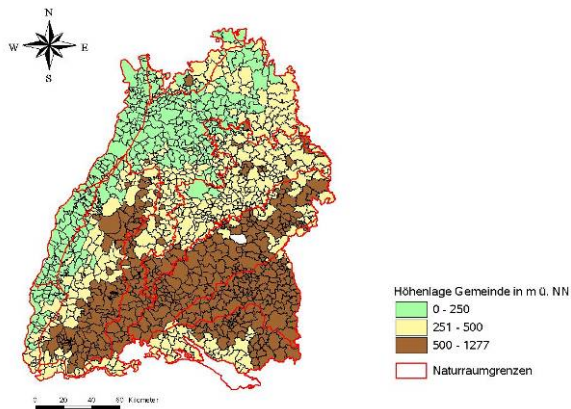 N
W E
S
Höhenlage Gemeinde in m ü. NN
0 - 250
251 - 500
500 - 1277
Naturraumgrenzen
0 20 40 60 Kilometer